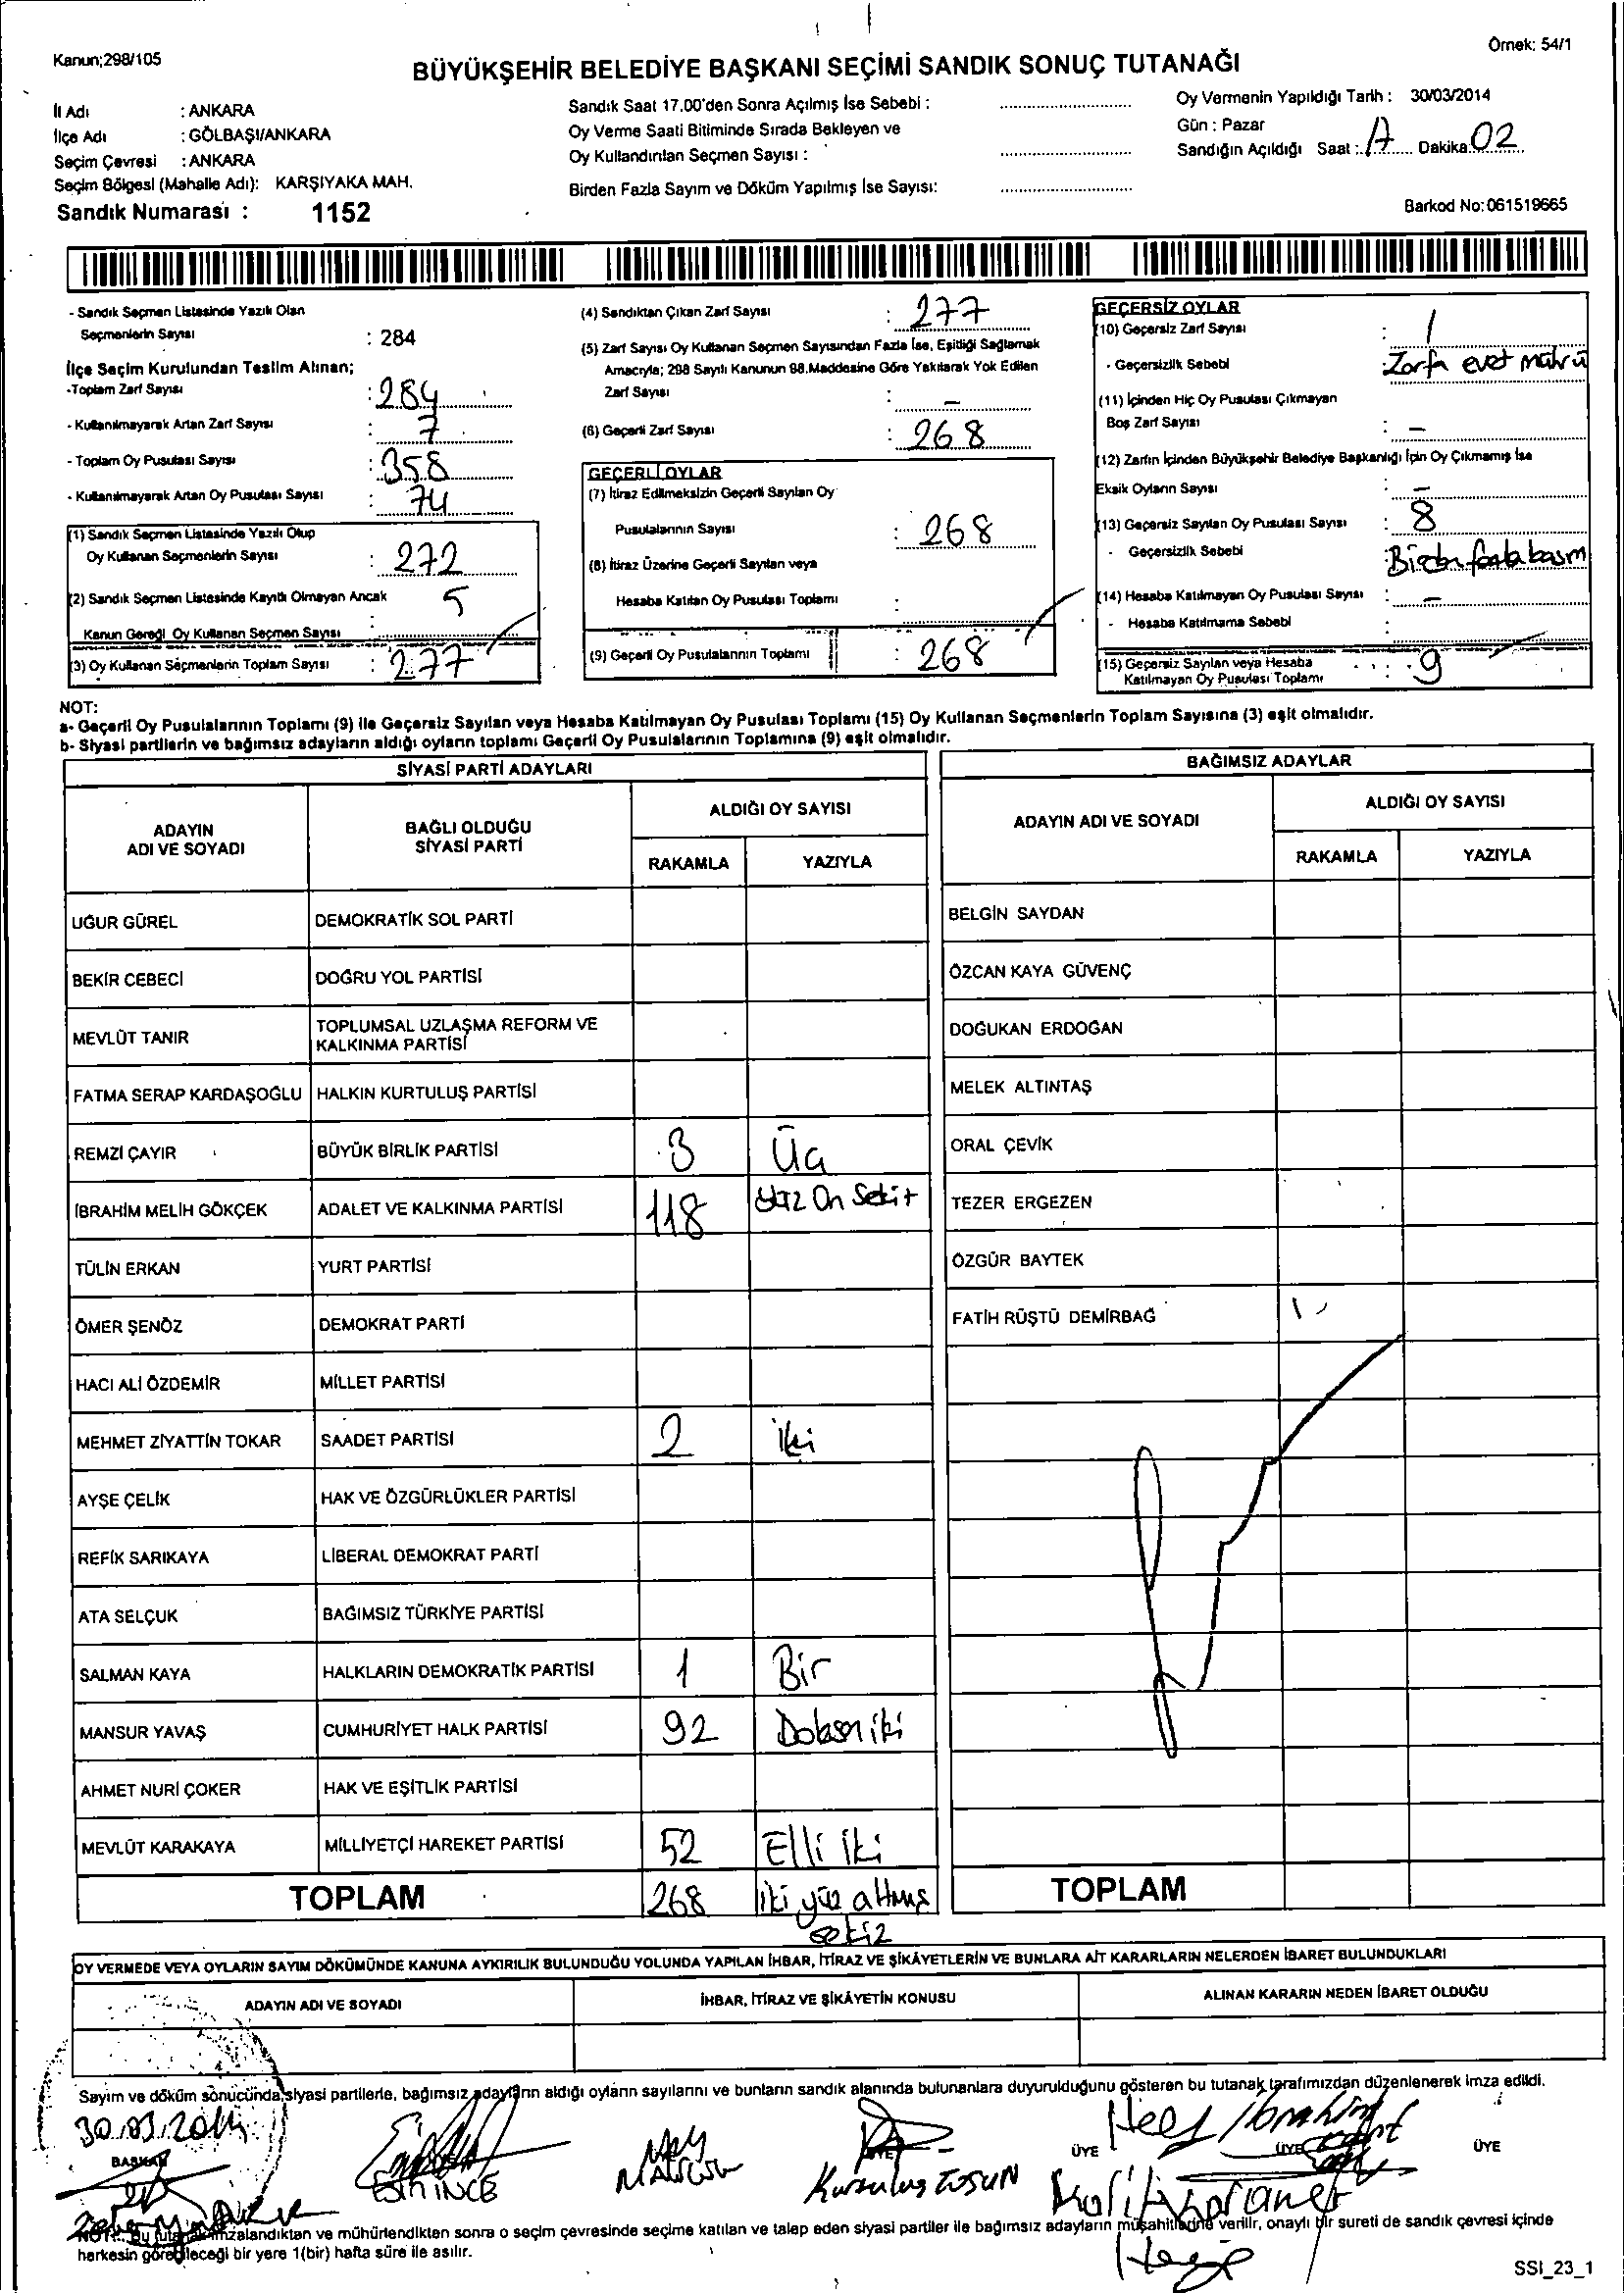 Kanun;298/105
Örnek: 54/1
BÜYÜKŞEHİR BELEDİYE BAŞKANI SEÇİMİ SANDIK SONUÇ TUTANAĞI
İl Adı : ANKARA
İlçe Adı : GÖLBAŞI/ANKARA
Seçim Çevresi : ANKARA
Seçim Bölgesi (Mahalle Adı): KARŞIYAKA MAH.
Sandık Numarası : 1152
Sandık Saat 17.00'den Sonra Açılmış İse Sebebi :
Oy Verme Saati Bitiminde Sırada Bekleyen ve
Oy Kullandırılan Seçmen Sayısı :
Birden Fazla Sayım ve Döküm Yapılmış İse Sayısı:
Oy Vermenin Yapıldığı Tarih : 30/03/2014
Gün : Pazar
Sandığın Açıldığı Saat : 17 Dakika: 02
Barkod No:061519665
- Sandık Seçmen Listesinde Yazılı Olan
Seçmenlerin Sayısı : 284
İlçe Seçim Kurulundan Teslim Alınan;
-Toplam Zarf Sayısı : 284
- Kullanılmayarak Artan Zarf Sayısı : 7
- Toplam Oy Pusulası Sayısı : 358
- Kullanılmayarak Artan Oy Pusulası Sayısı : 74
(1) Sandık Seçmen Listesinde Yazılı Olup
Oy Kullanan Seçmenlerin Sayısı : 272
(2) Sandık Seçmen Listesinde Kayıtlı Olmayan Ancak
Kanun Gereği Oy Kullanan Seçmen Sayısı : 5
(3) Oy Kullanan Seçmenlerin Toplam Sayısı : 277
(4) Sandıktan Çıkan Zarf Sayısı : 277
(5) Zarf Sayısı Oy Kullanan Seçmen Sayısından Fazla İse, Eşitliği Sağlamak
Amacıyla; 298 Sayılı Kanunun 98.Maddesine Göre Yakılarak Yok Edilen
Zarf Sayısı : -
(6) Geçerli Zarf Sayısı : 268
GEÇERLİ OYLAR
(7) İtiraz Edilmeksizin Geçerli Sayılan Oy
Pusulalarının Sayısı : 268
(8) İtiraz Üzerine Geçerli Sayılan veya
Hesaba Katılan Oy Pusulası Toplamı :
(9) Geçerli Oy Pusulalarının Toplamı : 268
GEÇERSİZ OYLAR
(10) Geçersiz Zarf Sayısı : 1
- Geçersizlik Sebebi : Zarfa evet mührü
(11) İçinden Hiç Oy Pusulası Çıkmayan
Boş Zarf Sayısı : -
(12) Zarfın İçinden Büyükşehir Belediye Başkanlığı İçin Oy Çıkmamış İse
Eksik Oyların Sayısı : -
(13) Geçersiz Sayılan Oy Pusulası Sayısı : 8
- Geçersizlik Sebebi : Birden fazla basım
(14) Hesaba Katılmayan Oy Pusulası Sayısı : -
- Hesaba Katılmama Sebebi :
(15) Geçersiz Sayılan veya Hesaba
Katılmayan Oy Pusulası Toplamı : 9
NOT:
a- Geçerli Oy Pusulalarının Toplamı (9) ile Geçersiz Sayılan veya Hesaba Katılmayan Oy Pusulası Toplamı (15) Oy Kullanan Seçmenlerin Toplam Sayısına (3) eşit olmalıdır.
b- Siyasi partilerin ve bağımsız adayların aldığı oyların toplamı Geçerli Oy Pusulalarının Toplamına (9) eşit olmalıdır.
SİYASİ PARTİ ADAYLARI
ADAYIN ADI VE SOYADI
BAĞLI OLDUĞU SİYASİ PARTİ
ALDIĞI OY SAYISI
RAKAMLA YAZIYLA
UĞUR GÜREL DEMOKRATİK SOL PARTİ
BEKİR CEBECİ DOĞRU YOL PARTİSİ
MEVLÜT TANIR TOPLUMSAL UZLAŞMA REFORM VE KALKINMA PARTİSİ
FATMA SERAP KARDAŞOĞLU HALKIN KURTULUŞ PARTİSİ
REMZİ ÇAYIR BÜYÜK BİRLİK PARTİSİ 3 Üç
İBRAHİM MELİH GÖKÇEK ADALET VE KALKINMA PARTİSİ 118 Yüz On Sekiz
TÜLİN ERKAN YURT PARTİSİ
ÖMER ŞENÖZ DEMOKRAT PARTİ
HACI ALİ ÖZDEMİR MİLLET PARTİSİ
MEHMET ZİYATTİN TOKAR SAADET PARTİSİ 2 iki
AYŞE ÇELİK HAK VE ÖZGÜRLÜKLER PARTİSİ
REFİK SARIKAYA LİBERAL DEMOKRAT PARTİ
ATA SELÇUK BAĞIMSIZ TÜRKİYE PARTİSİ
SALMAN KAYA HALKLARIN DEMOKRATİK PARTİSİ 1 Bir
MANSUR YAVAŞ CUMHURİYET HALK PARTİSİ 92 Doksan iki
AHMET NURİ ÇOKER HAK VE EŞİTLİK PARTİSİ
MEVLÜT KARAKAYA MİLLİYETÇİ HAREKET PARTİSİ 52 Elli iki
TOPLAM 268 iki yüz altmış sekiz
BAĞIMSIZ ADAYLAR
ADAYIN ADI VE SOYADI
ALDIĞI OY SAYISI
RAKAMLA YAZIYLA
BELGİN SAYDAN
ÖZCAN KAYA GÜVENÇ
DOĞUKAN ERDOĞAN
MELEK ALTINTAŞ
ORAL ÇEVİK
TEZER ERGEZEN
ÖZGÜR BAYTEK
FATİH RÜŞTÜ DEMİRBAĞ
TOPLAM
OY VERMEDE VEYA OYLARIN SAYIM DÖKÜMÜNDE KANUNA AYKIRILIK BULUNDUĞU YOLUNDA YAPILAN İHBAR, İTİRAZ VE ŞİKÂYETLERİN VE BUNLARA AİT KARARLARIN NELERDEN İBARET BULUNDUKLARI
ADAYIN ADI VE SOYADI
İHBAR, İTİRAZ VE ŞİKÂYETİN KONUSU
ALINAN KARARIN NEDEN İBARET OLDUĞU
Sayım ve döküm sonucunda siyasi partilerle, bağımsız adayların aldığı oyların sayılarını ve bunların sandık alanında bulunanlara duyurulduğunu gösteren bu tutanak tarafımızdan düzenlenerek imza edildi.
30.03.2014
BAŞKAN
ÜYE ÜYE ÜYE
Kurtuluş TOSUN
NOT: Bu tutanak imzalandıktan ve mühürlendikten sonra o seçim çevresinde seçime katılan ve talep eden siyasi partiler ile bağımsız adayların müşahitlerine verilir, onaylı bir sureti de sandık çevresi içinde
herkesin görebileceği bir yere 1(bir) hafta süre ile asılır.
SSI_23_1